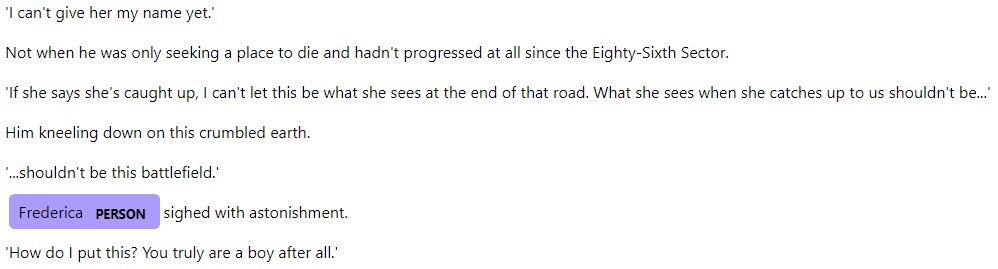 'I can't give her my name yet.'
Not when he was only seeking a place to die and hadn't progressed at all since the Eighty-Sixth Sector.
'If she says she's caught up, I can't let this be what she sees at the end of that road. What she sees when she catches up to us shouldn't be...'
Him kneeling down on this crumbled earth.
'...shouldn't be this battlefield.'
Frederica PERSON sighed with astonishment.
'How do I put this? You truly are a boy after all.'